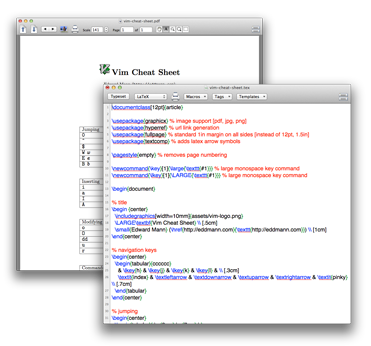 vim-cheat-sheet.pdf
Vim Cheat Sheet
Jumping
0
$
W w
E e
B b
Inserting
i
a
I
A
Modifying
o
O
dd
u
r
vim-cheat-sheet.tex
Typeset LaTeX Macros Tags Templates
\documentclass[12pt]{article}
\usepackage{graphicx} % image support [pdf, jpg, png]
\usepackage{hyperref} % url link generation
\usepackage{fullpage} % standard 1in margin on all sides [instead of 12pt, 1.5in]
\usepackage{textcomp} % adds latex arrow symbols
\pagestyle{empty} % removes page numbering
\newcommand{\key}[1]{\large{\texttt{#1}}} % large monospace key command
\newcommand{\Key}[1]{\LARGE{\texttt{#1}}} % large monospace key command
\begin{document}
% title
\begin {center}
\includegraphics[width=10mm]{assets/vim-logo.png}
\LARGE\textbf{Vim Cheat Sheet} \\ [.5cm]
\small{Edward Mann} (\href{http://eddmann.com}{\texttt{http://eddmann.com}}) \\ [1cm]
\end{center}
% navigation keys
\begin{center}
\begin{tabular}{cccccc}
& \Key{h} & \Key{j} & \Key{k} & \Key{l} & \\ [.3cm]
\textit{index} & \textleftarrow & \textdownarrow & \textuparrow & \textrightarrow & \textit{pinky}
\\ [.7cm]
\end{tabular}
\end{center}
% jumping
\begin{center}